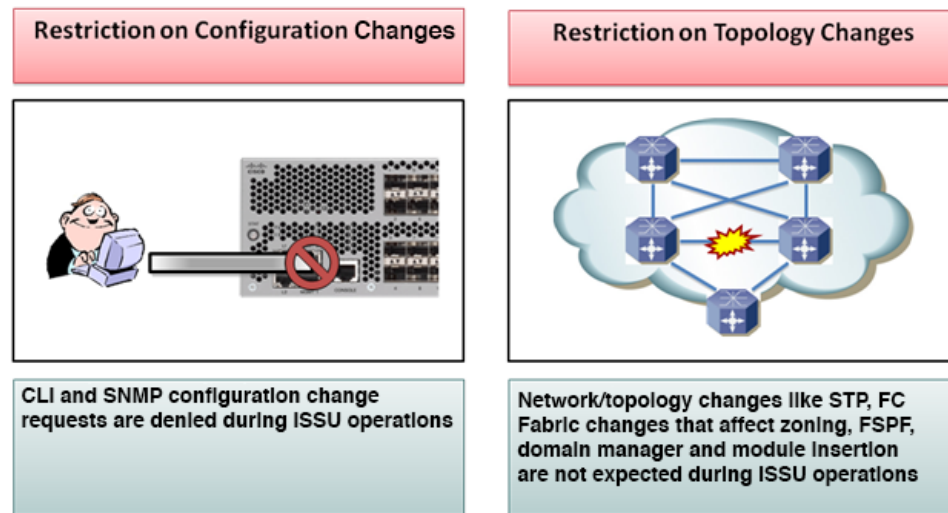 Restriction on Configuration Changes
Restriction on Topology Changes
CONSOLE
CLI and SNMP configuration change
requests are denied during ISSU operations
Network/topology changes like STP, FC
Fabric changes that affect zoning, FSPF,
domain manager and module insertion
are not expected during ISSU operations